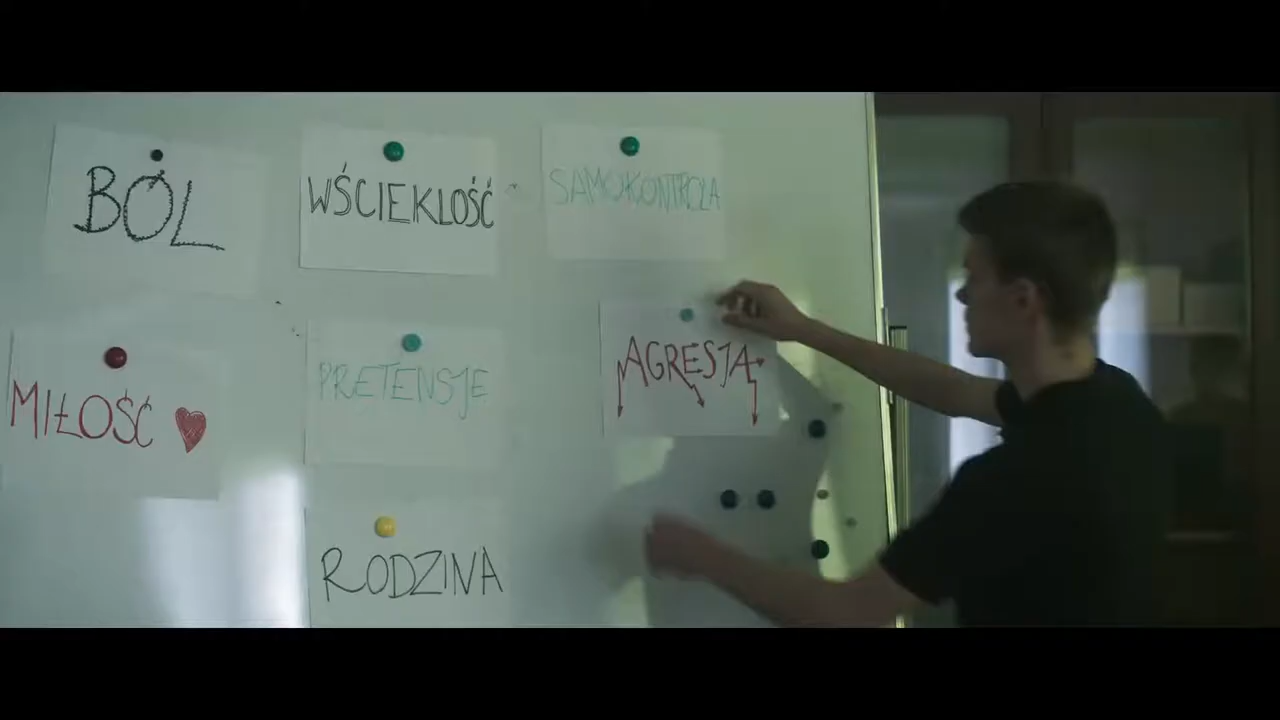 BÓL
WŚCIEKLOŚĆ
SAMOKONTROLA
MIŁOŚĆ
PRETENSJE
AGRESJA
RODZINA